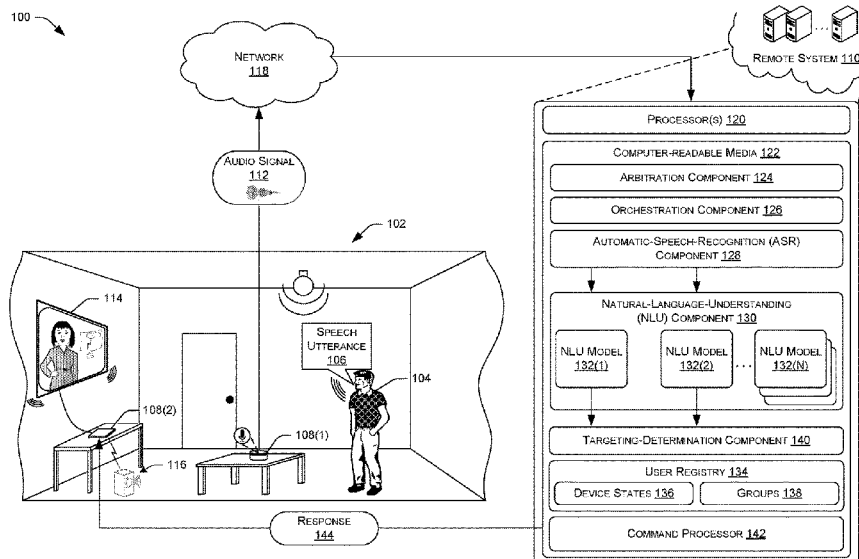 100
NETWORK
118
REMOTE SYSTEM 110
AUDIO SIGNAL
112
102
114
SPEECH
UTTERANCE
106
104
108(2)
108(1)
116
RESPONSE
144
PROCESSOR(S) 120
COMPUTER-READABLE MEDIA 122
ARBITRATION COMPONENT 124
ORCHESTRATION COMPONENT 126
AUTOMATIC-SPEECH-RECOGNITION (ASR)
COMPONENT 128
NATURAL-LANGUAGE-UNDERSTANDING
(NLU) COMPONENT 130
NLU MODEL
132(1)
NLU MODEL
132(2)
...
NLU MODEL
132(N)
TARGETING-DETERMINATION COMPONENT 140
USER REGISTRY 134
DEVICE STATES 136
GROUPS 138
COMMAND PROCESSOR 142